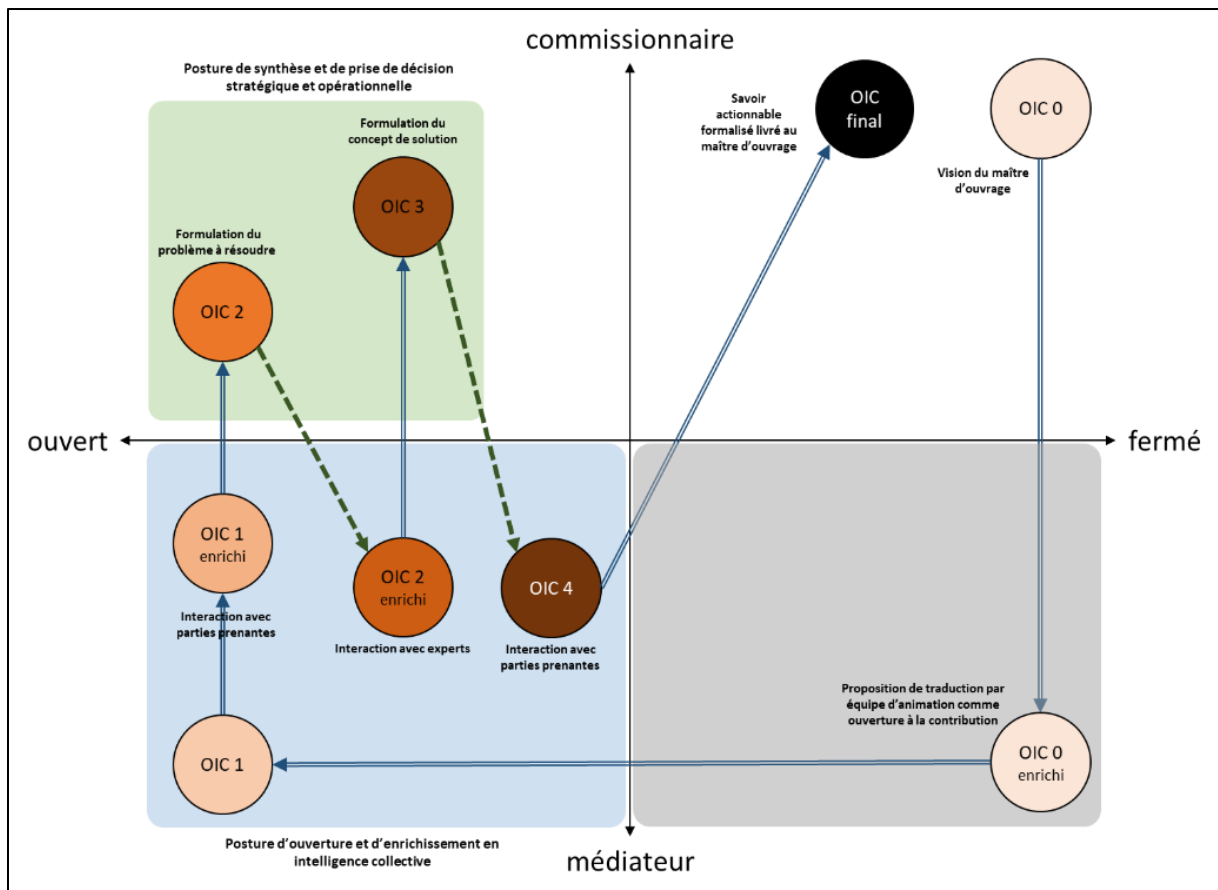 commissionnaire
Posture de synthèse et de prise de décision
stratégique et opérationnelle
Formulation du
concept de solution
OIC 3
Formulation du
problème à résoudre
OIC 2
Savoir
actionnable
formalisé livré au
maître d’ouvrage
OIC
final
OIC 0
Vision du maître
d’ouvrage
ouvert
fermé
OIC 1
enrichi
Interaction avec
parties prenantes
OIC 2
enrichi
Interaction avec experts
OIC 4
Interaction avec
parties prenantes
OIC 1
Proposition de traduction par
équipe d’animation comme
ouverture à la contribution
OIC 0
enrichi
Posture d’ouverture et d’enrichissement en
intelligence collective
médiateur